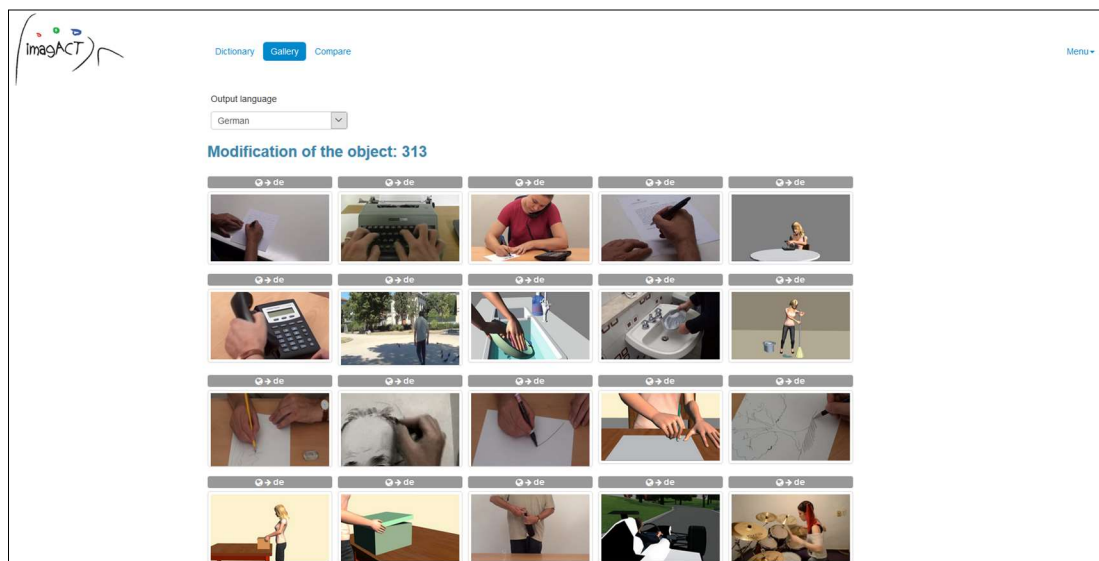 imagACT
Dictionary Gallery Compare Menu
Output language
German
Modification of the object: 313
→ de → de → de → de → de
→ de → de → de → de → de
→ de → de → de → de → de
→ de → de → de → de → de